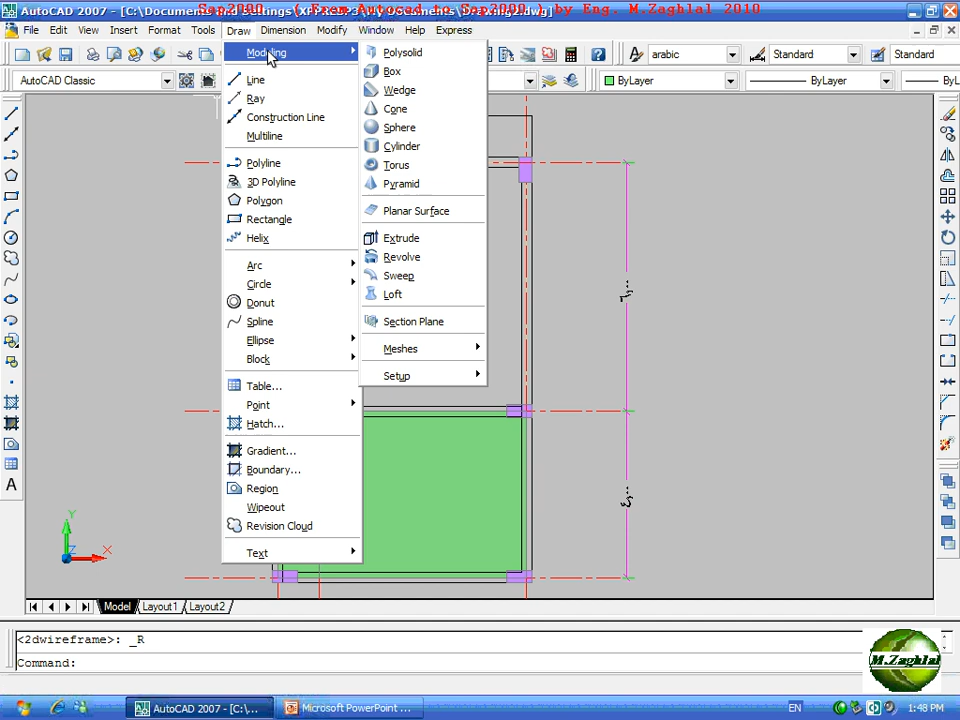 AutoCAD 2007 - [C:\Documents
Sap2000 ( From Autocad to Sap2000 ) by Eng. M.Zaghlal 2010
File Edit View Insert Format Tools Draw Dimension Modify Window Help Express
arabic Standard Standard
AutoCAD Classic ByLayer ByLayer ByL
Modeling
Line
Ray
Construction Line
Multiline
Polyline
3D Polyline
Polygon
Rectangle
Helix
Arc
Circle
Donut
Spline
Ellipse
Block
Table...
Point
Hatch...
Gradient...
Boundary...
Region
Wipeout
Revision Cloud
Text
Polysolid
Box
Wedge
Cone
Sphere
Cylinder
Torus
Pyramid
Planar Surface
Extrude
Revolve
Sweep
Loft
Section Plane
Meshes
Setup
A
Y
Z
X
Model Layout1 Layout2
<2dwireframe>: _R
Command:
M.Zaghlal
AutoCAD 2007 - [C:\... Microsoft PowerPoint ... EN 1:48 PM